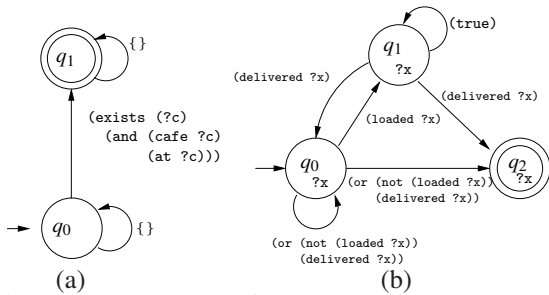 q1
{}
(exists (?c)
(and (cafe ?c)
(at ?c)))
q0
{}
(a)
q1
?x
(true)
(delivered ?x)
(loaded ?x)
(delivered ?x)
q0
?x
(or (not (loaded ?x))
(delivered ?x))
q2
?x
(or (not (loaded ?x))
(delivered ?x))
(b)